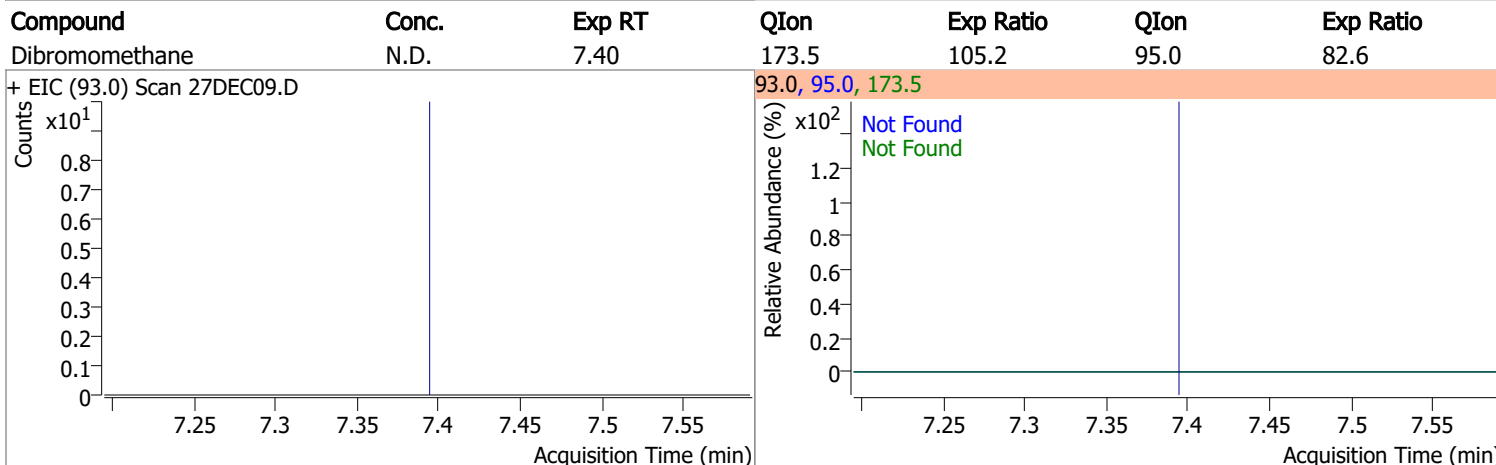 Compound Conc. Exp RT QIon Exp Ratio QIon Exp Ratio
Dibromomethane N.D. 7.40 173.5 105.2 95.0 82.6
+ EIC (93.0) Scan 27DEC09.D
Counts
x10¹
0.8
0.7
0.6
0.5
0.4
0.3
0.2
0.1
0
7.25 7.3 7.35 7.4 7.45 7.5 7.55
Acquisition Time (min)
93.0, 95.0, 173.5
Relative Abundance (%)
x10²
Not Found
Not Found
1.2
1
0.8
0.6
0.4
0.2
0
7.25 7.3 7.35 7.4 7.45 7.5 7.55
Acquisition Time (min)